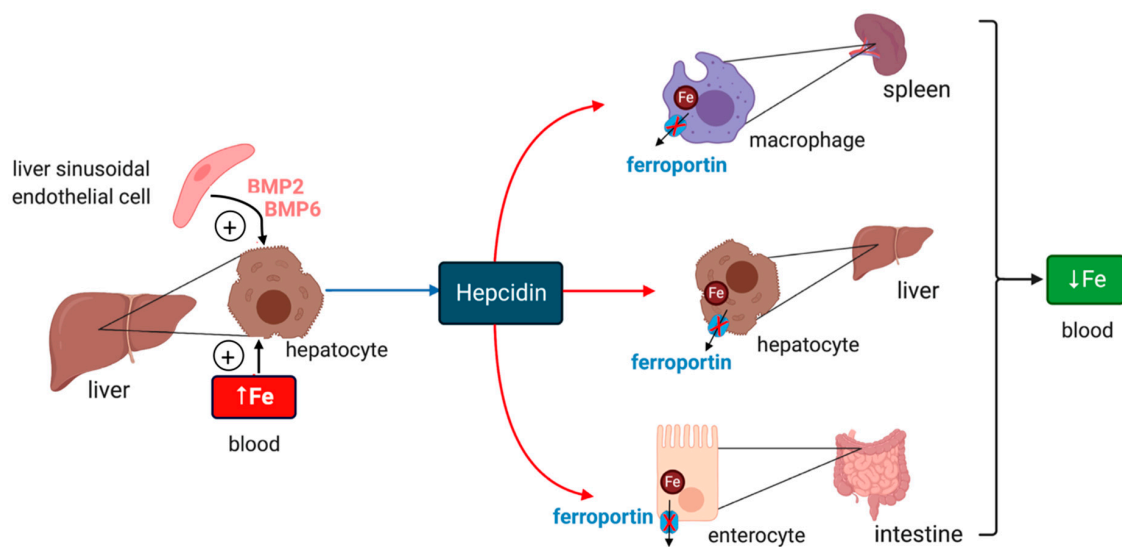 liver sinusoidal
endothelial cell
BMP2
BMP6
+
hepatocyte
liver
+
↑Fe
blood
Hepcidin
Fe
ferroportin
macrophage
spleen
Fe
ferroportin
hepatocyte
liver
Fe
ferroportin
enterocyte
intestine
↓Fe
blood